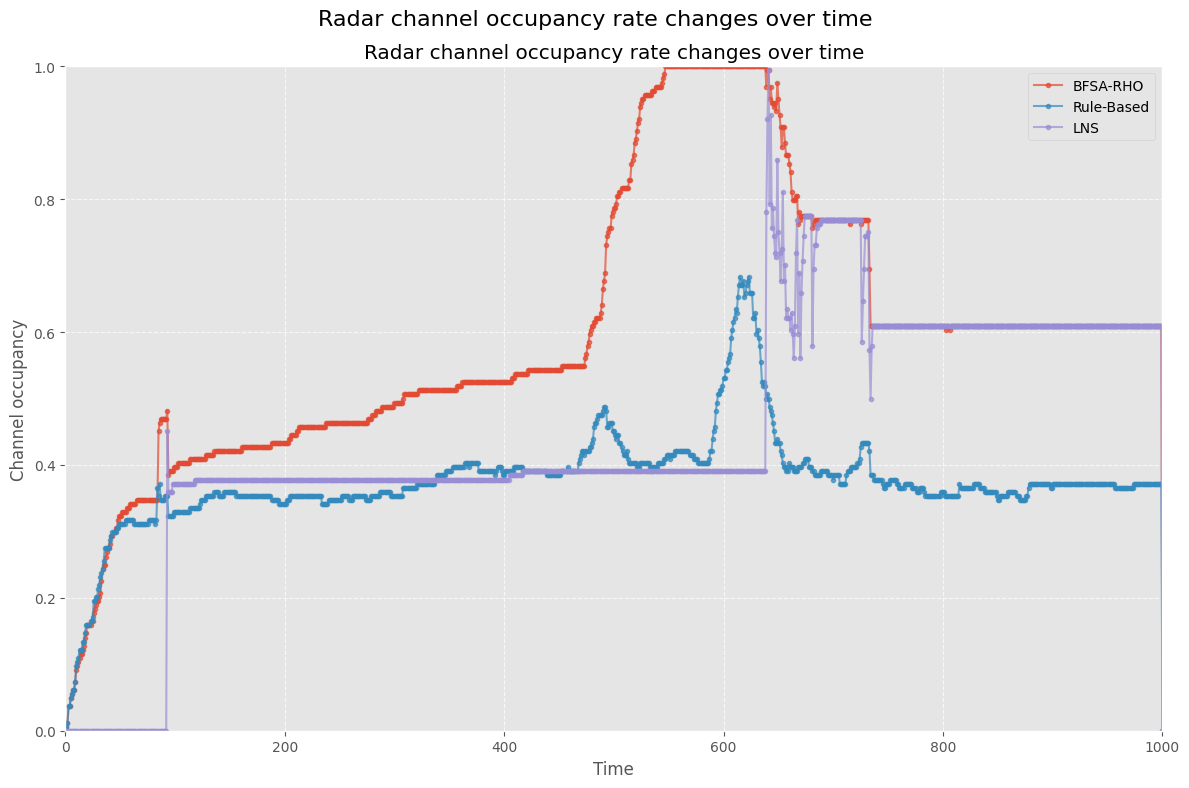 Radar channel occupancy rate changes over time
Radar channel occupancy rate changes over time
1.0
0.8
0.6
0.4
0.2
0.0
Channel occupancy
BFSA-RHO
Rule-Based
LNS
0 200 400 600 800 1000
Time